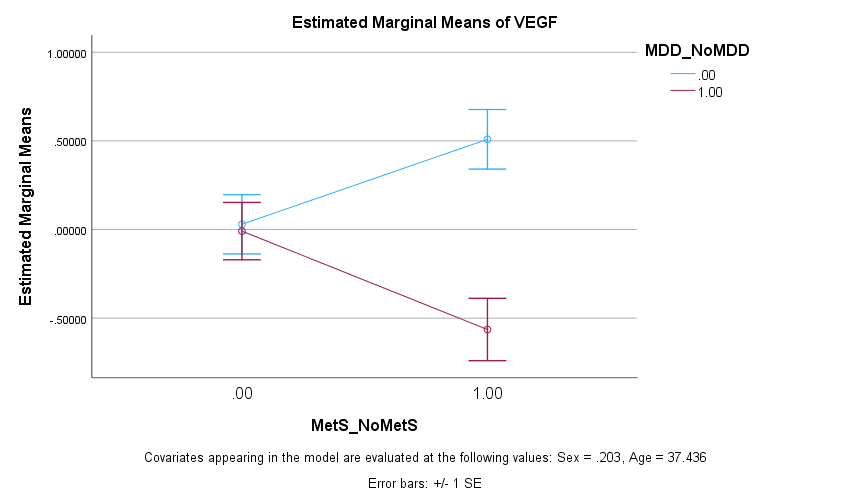 Estimated Marginal Means of VEGF
Estimated Marginal Means
1.00000
.50000
.00000
-.50000
.00
1.00
MetS_NoMetS
MDD_NoMDD
.00
1.00
Covariates appearing in the model are evaluated at the following values: Sex = .203, Age = 37.436
Error bars: +/- 1 SE